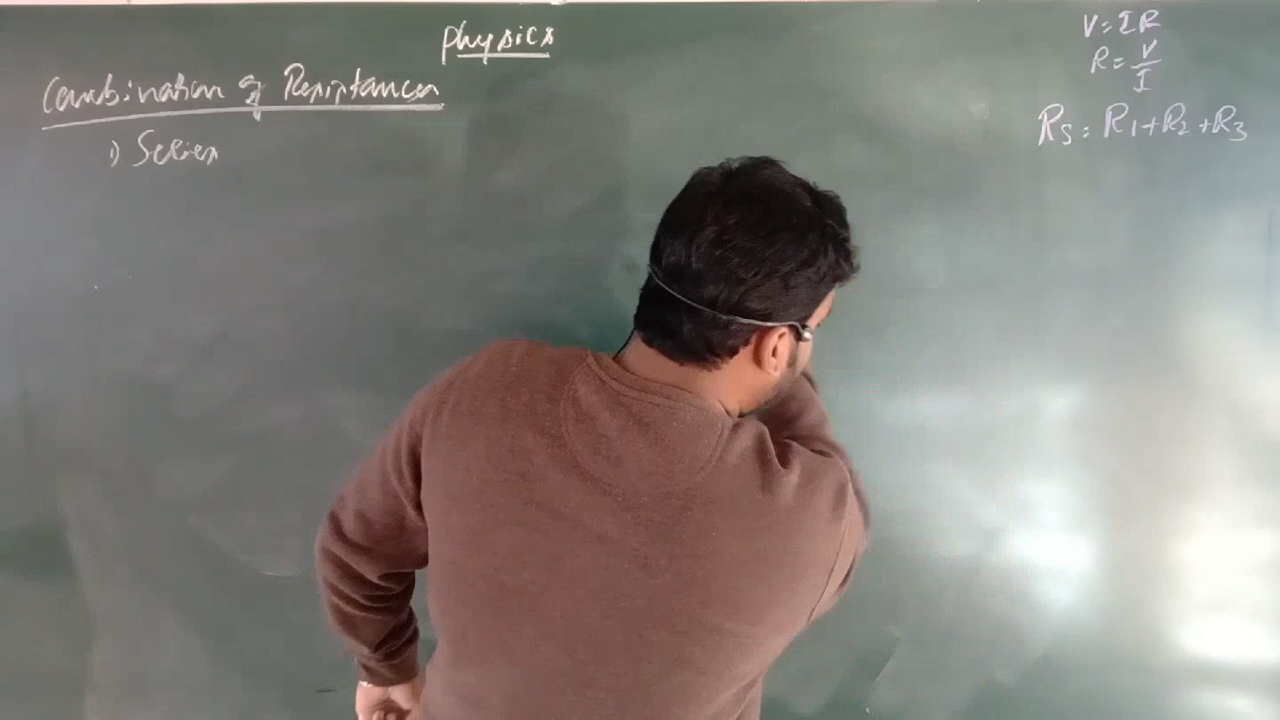 Physics
Combination of Resistances
1) Series
V = IR
R = V/I
RS = R1 + R2 + R3